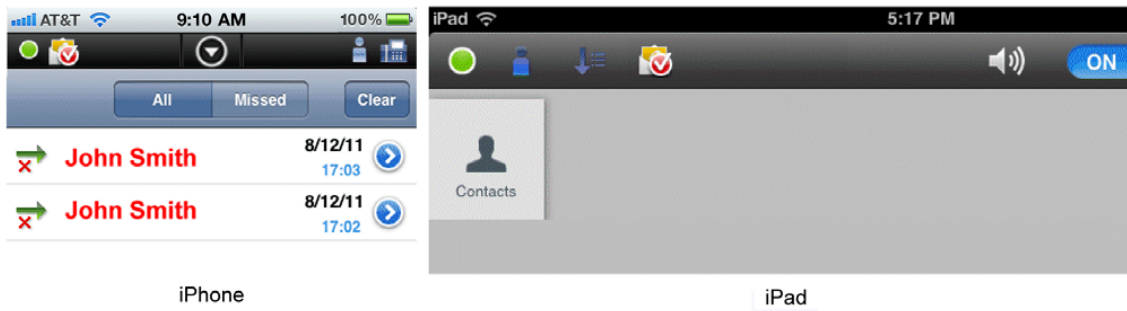 AT&T 9:10 AM 100%
All Missed Clear
John Smith 8/12/11
17:03
John Smith 8/12/11
17:02
iPhone
iPad 5:17 PM
ON
Contacts
iPad